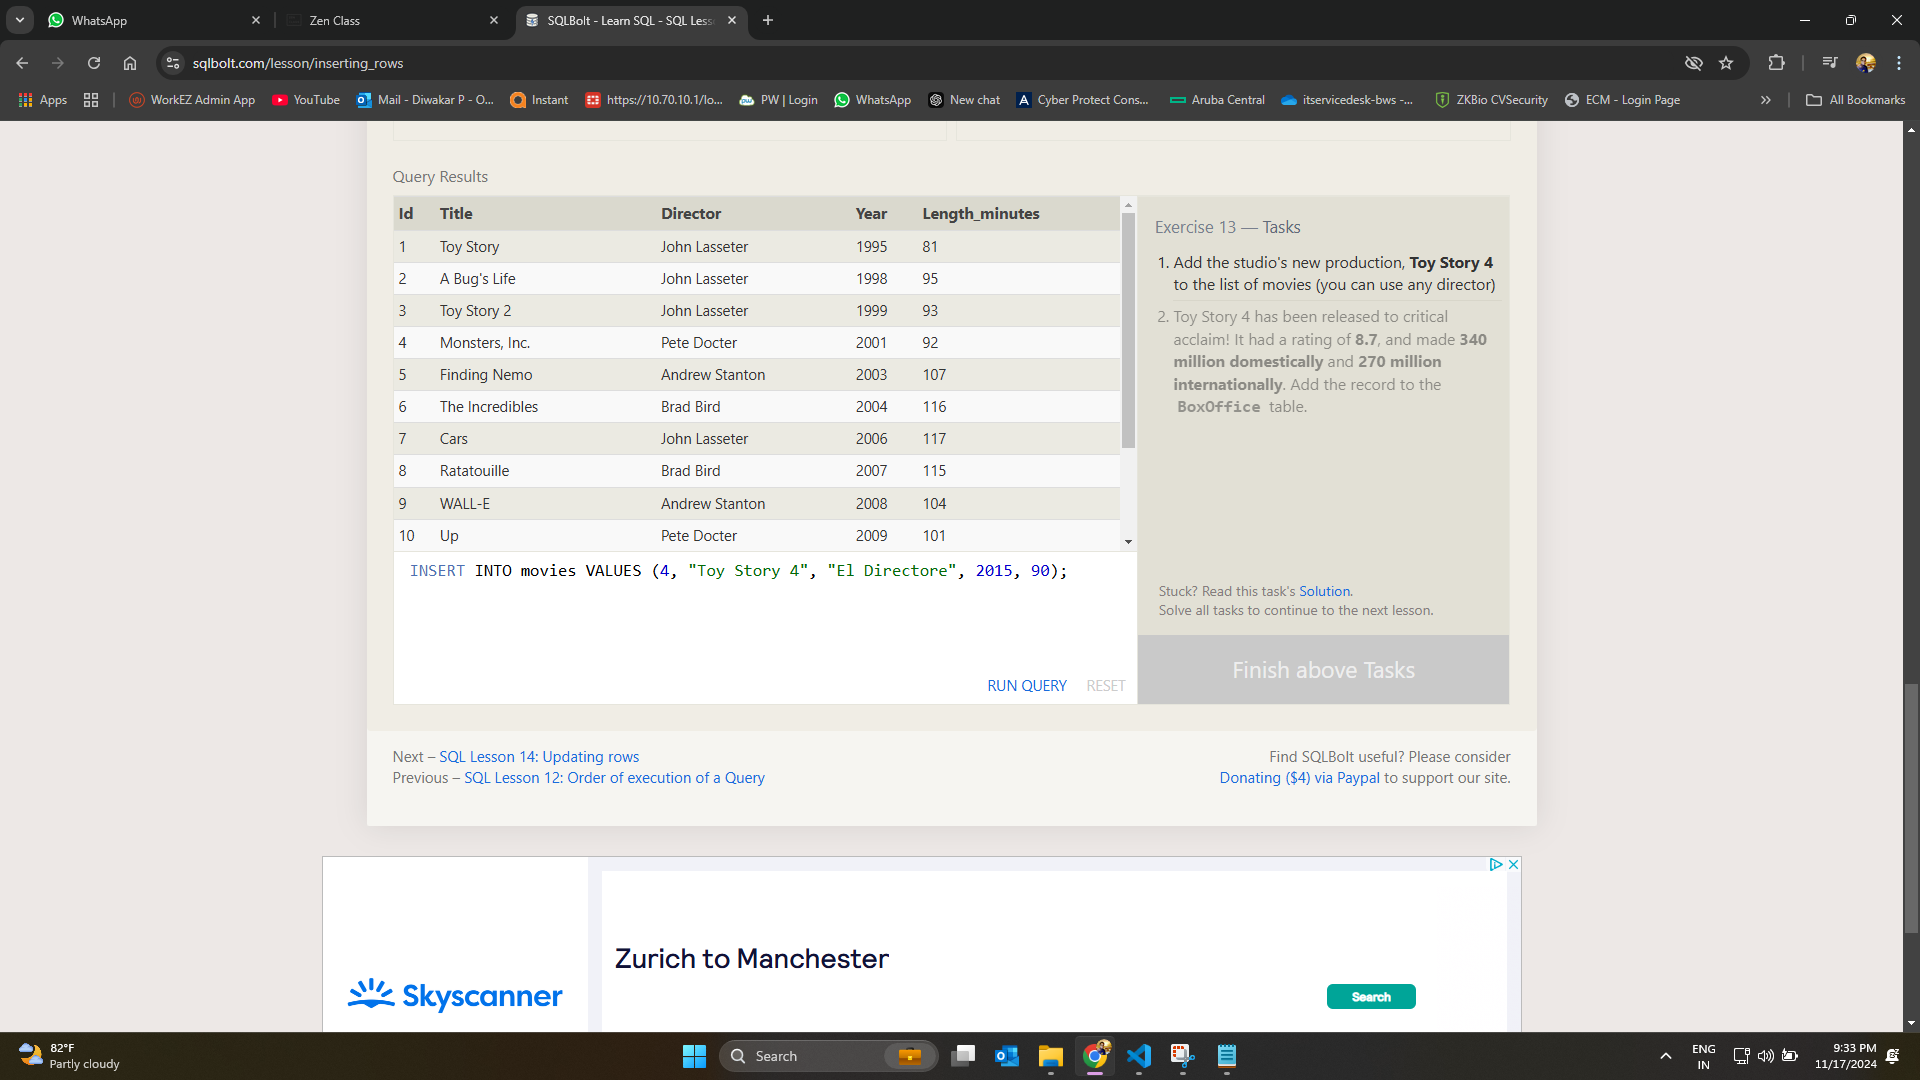 WhatsApp
Zen Class
SQLBolt - Learn SQL - SQL Less
sqlbolt.com/lesson/inserting_rows
Apps
WorkEZ Admin App
YouTube
Mail - Diwakar P - O...
Instant
https://10.70.10.1/lo...
PW | Login
WhatsApp
New chat
Cyber Protect Cons...
Aruba Central
itservicedesk-bws -...
ZKBio CVSecurity
ECM - Login Page
All Bookmarks
Query Results
Id Title Director Year Length_minutes
1 Toy Story John Lasseter 1995 81
2 A Bug's Life John Lasseter 1998 95
3 Toy Story 2 John Lasseter 1999 93
4 Monsters, Inc. Pete Docter 2001 92
5 Finding Nemo Andrew Stanton 2003 107
6 The Incredibles Brad Bird 2004 116
7 Cars John Lasseter 2006 117
8 Ratatouille Brad Bird 2007 115
9 WALL-E Andrew Stanton 2008 104
10 Up Pete Docter 2009 101
INSERT INTO movies VALUES (4, "Toy Story 4", "El Directore", 2015, 90);
RUN QUERY RESET
Exercise 13 — Tasks
1. Add the studio's new production, Toy Story 4
to the list of movies (you can use any director)
2. Toy Story 4 has been released to critical
acclaim! It had a rating of 8.7, and made 340
million domestically and 270 million
internationally. Add the record to the
BoxOffice table.
Stuck? Read this task's Solution.
Solve all tasks to continue to the next lesson.
Finish above Tasks
Next – SQL Lesson 14: Updating rows
Previous – SQL Lesson 12: Order of execution of a Query
Find SQLBolt useful? Please consider
Donating ($4) via Paypal to support our site.
Skyscanner
Zurich to Manchester
Search
82°F
Partly cloudy
Search
ENG
IN
9:33 PM
11/17/2024